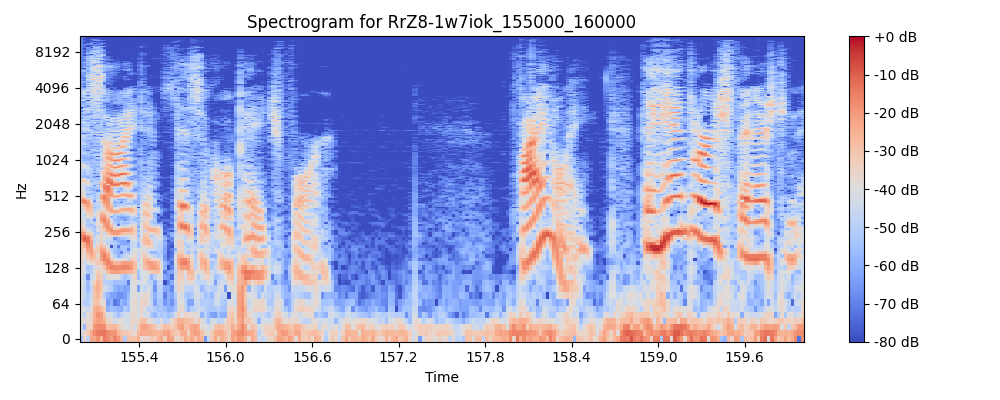 Spectrogram for RrZ8-1w7iok_155000_160000
8192
4096
2048
1024
512
256
128
64
0
Hz
155.4 156.0 156.6 157.2 157.8 158.4 159.0 159.6
Time
+0 dB
-10 dB
-20 dB
-30 dB
-40 dB
-50 dB
-60 dB
-70 dB
-80 dB